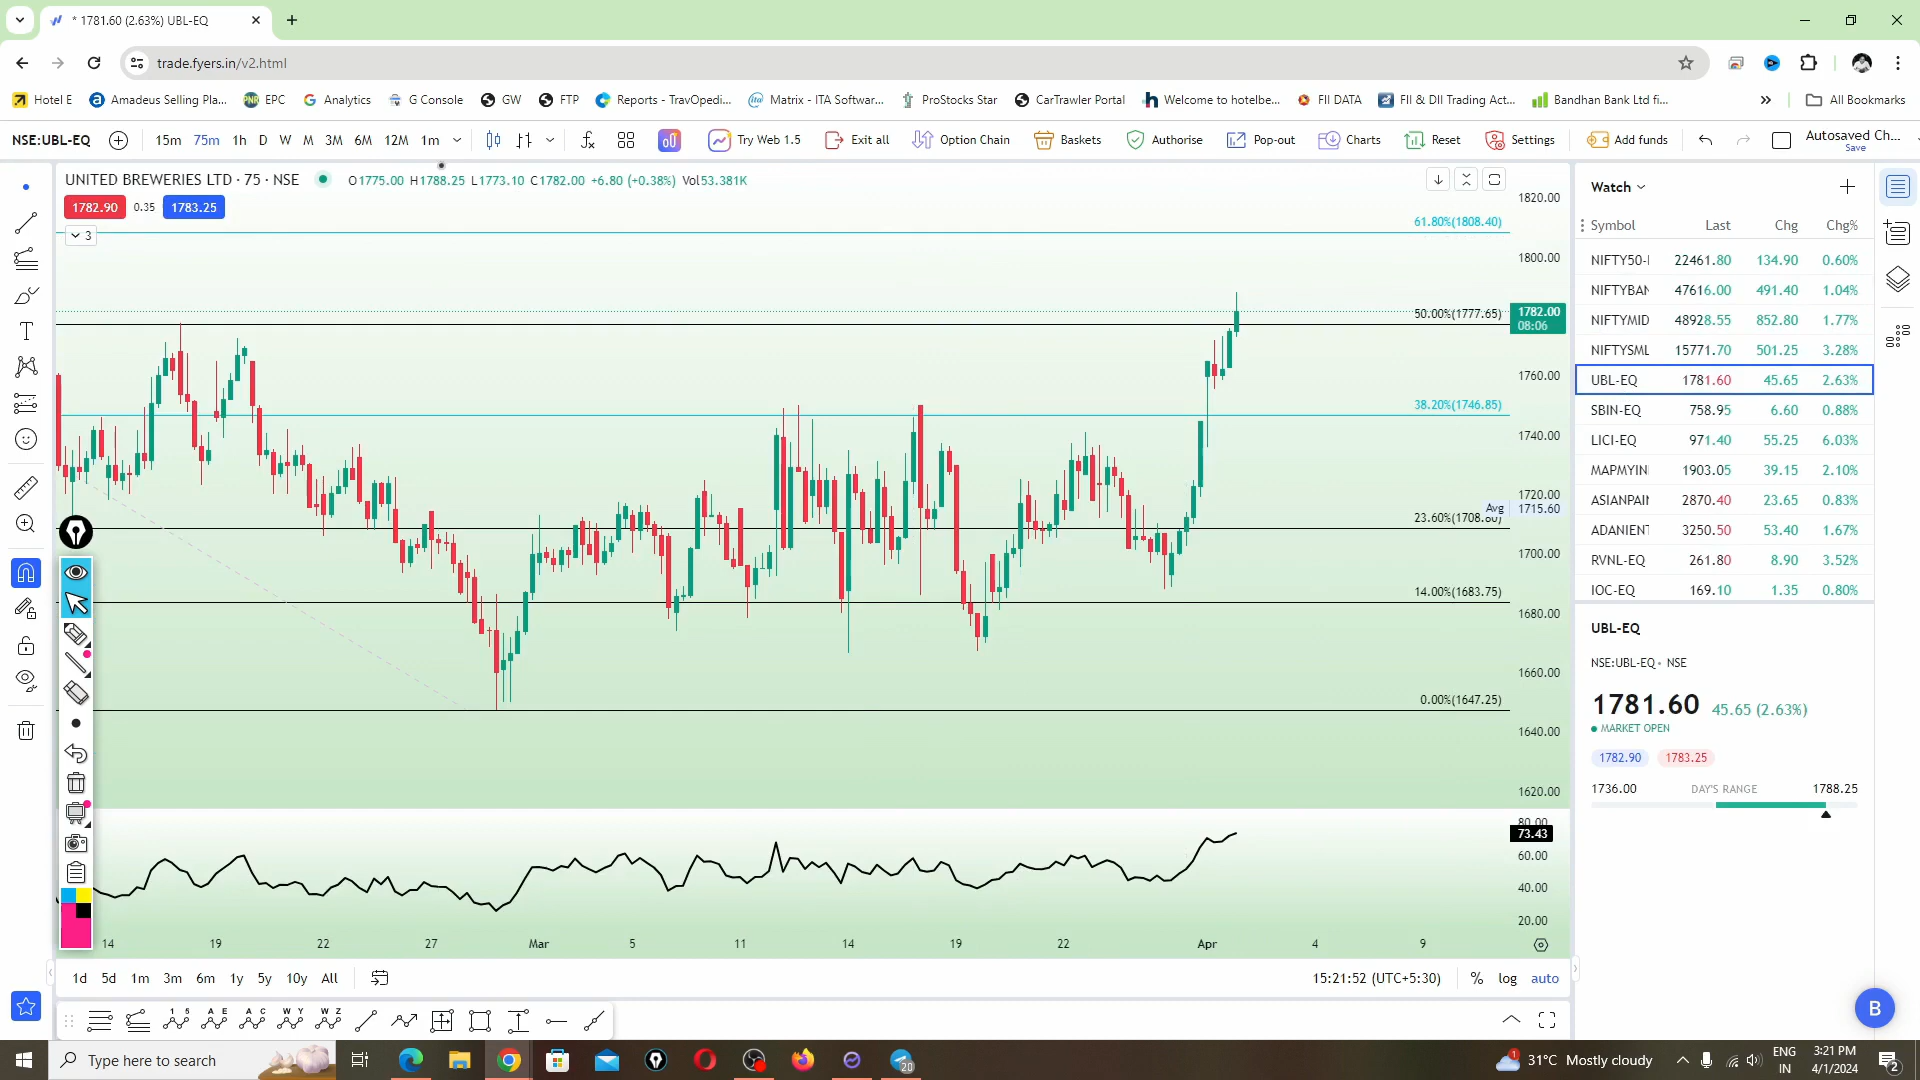 * 1781.60 (2.63%) UBL-EQ
trade.fyers.in/v2.html
Hotel E
Amadeus Selling Pla...
EPC
Analytics
G Console
GW
FTP
Reports - TravOpedi...
Matrix - ITA Softwar...
ProStocks Star
CarTrawler Portal
Welcome to hotelbe...
FII DATA
FII & DII Trading Act...
Bandhan Bank Ltd fi...
All Bookmarks
NSE:UBL-EQ 15m 75m 1h D W M 3M 6M 12M 1m
Try Web 1.5 Exit all Option Chain Baskets Authorise Pop-out Charts Reset Settings Add funds
Autosaved Ch...
Save
UNITED BREWERIES LTD · 75 · NSE O1775.00 H1788.25 L1773.10 C1782.00 +6.80 (+0.38%) Vol53.381K
1782.90 0.35 1783.25
3
61.80%(1808.40)
50.00%(1777.65)
38.20%(1746.85)
23.60%(1708.80)
14.00%(1683.75)
0.00%(1647.25)
1820.00
1800.00
1782.00
08:06
1760.00
1740.00
1720.00
Avg 1715.60
1700.00
1680.00
1660.00
1640.00
1620.00
80.00
73.43
60.00
40.00
20.00
14 19 22 27 Mar 5 11 14 19 22 Apr 4 9
1d 5d 1m 3m 6m 1y 5y 10y All
15:21:52 (UTC+5:30) % log auto
1 5
A E
A C
W Y
W Z
Watch
Symbol Last Chg Chg%
NIFTY50-I 22461.80 134.90 0.60%
NIFTYBAN 47616.00 491.40 1.04%
NIFTYMID 48928.55 852.80 1.77%
NIFTYSML 15771.70 501.25 3.28%
UBL-EQ 1781.60 45.65 2.63%
SBIN-EQ 758.95 6.60 0.88%
LICI-EQ 971.40 55.25 6.03%
MAPMYIN 1903.05 39.15 2.10%
ASIANPAIN 2870.40 23.65 0.83%
ADANIENT 3250.50 53.40 1.67%
RVNL-EQ 261.80 8.90 3.52%
IOC-EQ 169.10 1.35 0.80%
UBL-EQ
NSE:UBL-EQ • NSE
1781.60 45.65 (2.63%)
MARKET OPEN
1782.90 1783.25
1736.00 DAY'S RANGE 1788.25
B
Type here to search
20
1
31°C Mostly cloudy
ENG
IN
3:21 PM
4/1/2024
2